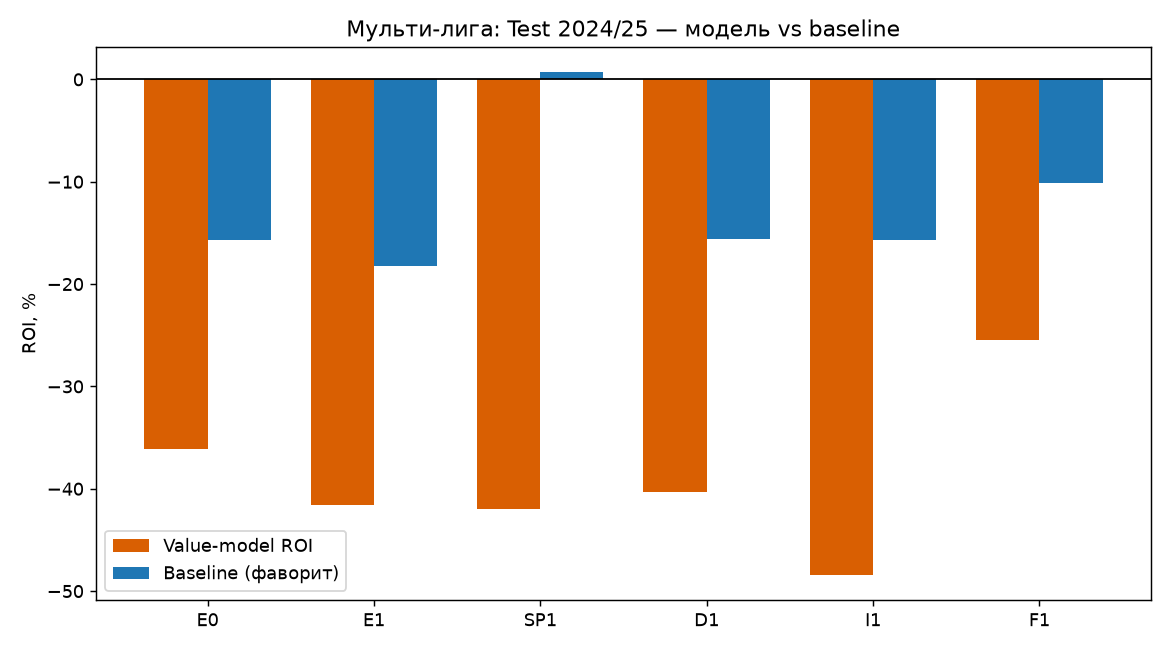 Мульти-лига: Test 2024/25 — модель vs baseline
ROI, %
0
−10
−20
−30
−40
−50
Value-model ROI
Baseline (фаворит)
E0 E1 SP1 D1 I1 F1